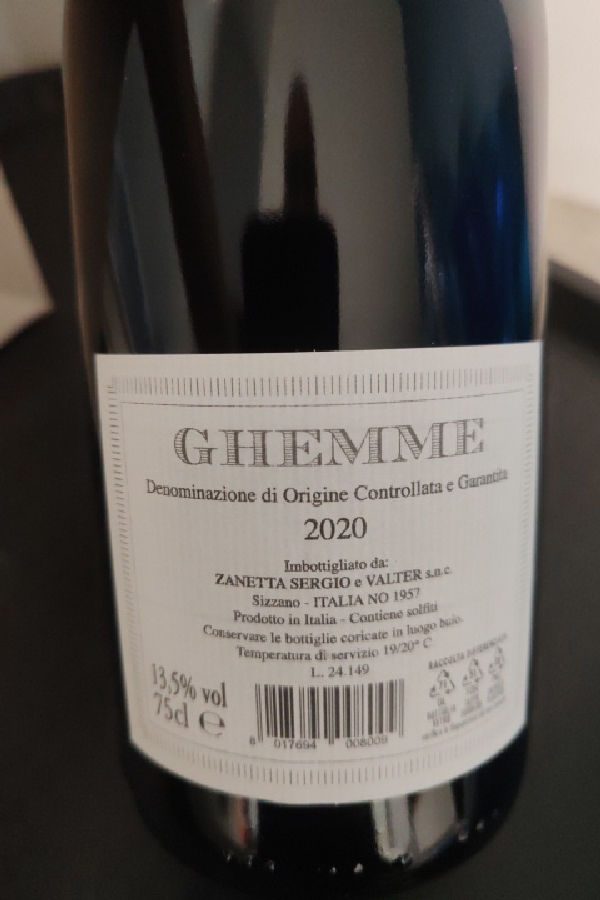 GHEMME
Denominazione di Origine Controllata e Garantita
2020
Imbottigliato da:
ZANETTA SERGIO e VALTER s.n.c.
Sizzano - ITALIA NO 1957
Prodotto in Italia - Contiene solfiti
Conservare le bottiglie coricate in luogo buio.
Temperatura di servizio 19/20° C
L. 24.149
13,5% vol
75cl e
RACCOLTA DIFFERENZIATA